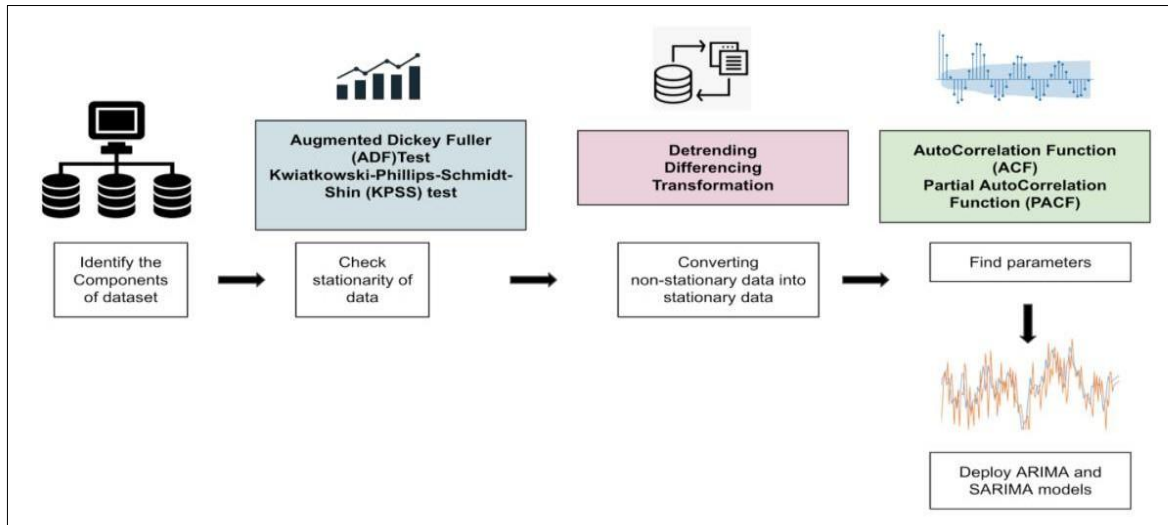 Augmented Dickey Fuller
(ADF)Test
Kwiatkowski-Phillips-Schmidt-
Shin (KPSS) test
Detrending
Differencing
Transformation
AutoCorrelation Function
(ACF)
Partial AutoCorrelation
Function (PACF)
Identify the
Components
of dataset
Check
stationarity of
data
Converting
non-stationary data into
stationary data
Find parameters
Deploy ARIMA and
SARIMA models